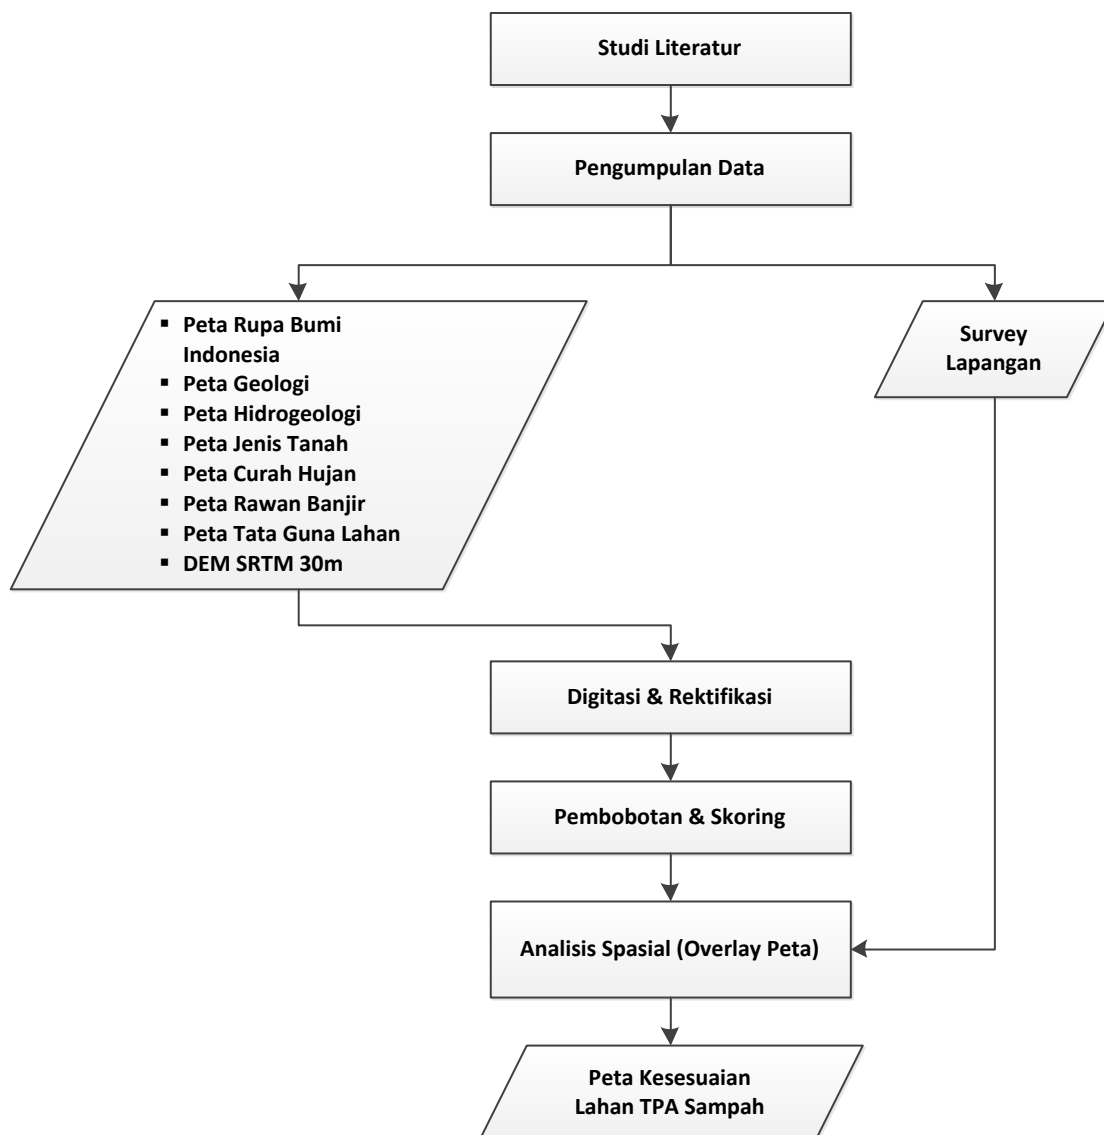 Studi Literatur
Pengumpulan Data
▪ Peta Rupa Bumi
Indonesia
▪ Peta Geologi
▪ Peta Hidrogeologi
▪ Peta Jenis Tanah
▪ Peta Curah Hujan
▪ Peta Rawan Banjir
▪ Peta Tata Guna Lahan
▪ DEM SRTM 30m
Survey
Lapangan
Digitasi & Rektifikasi
Pembobotan & Skoring
Analisis Spasial (Overlay Peta)
Peta Kesesuaian
Lahan TPA Sampah